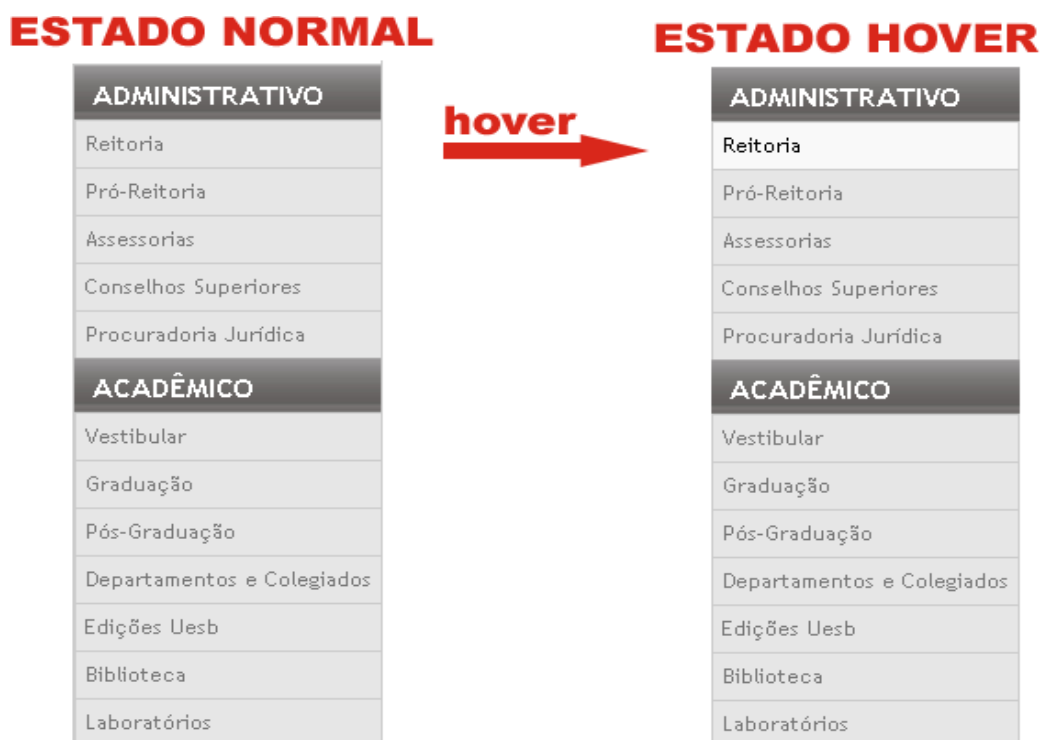 ESTADO NORMAL
ADMINISTRATIVO
Reitoria
Pró-Reitoria
Assessorias
Conselhos Superiores
Procuradoria Jurídica
ACADÊMICO
Vestibular
Graduação
Pós-Graduação
Departamentos e Colegiados
Edições Uesb
Biblioteca
Laboratórios
hover
ESTADO HOVER
ADMINISTRATIVO
Reitoria
Pró-Reitoria
Assessorias
Conselhos Superiores
Procuradoria Jurídica
ACADÊMICO
Vestibular
Graduação
Pós-Graduação
Departamentos e Colegiados
Edições Uesb
Biblioteca
Laboratórios